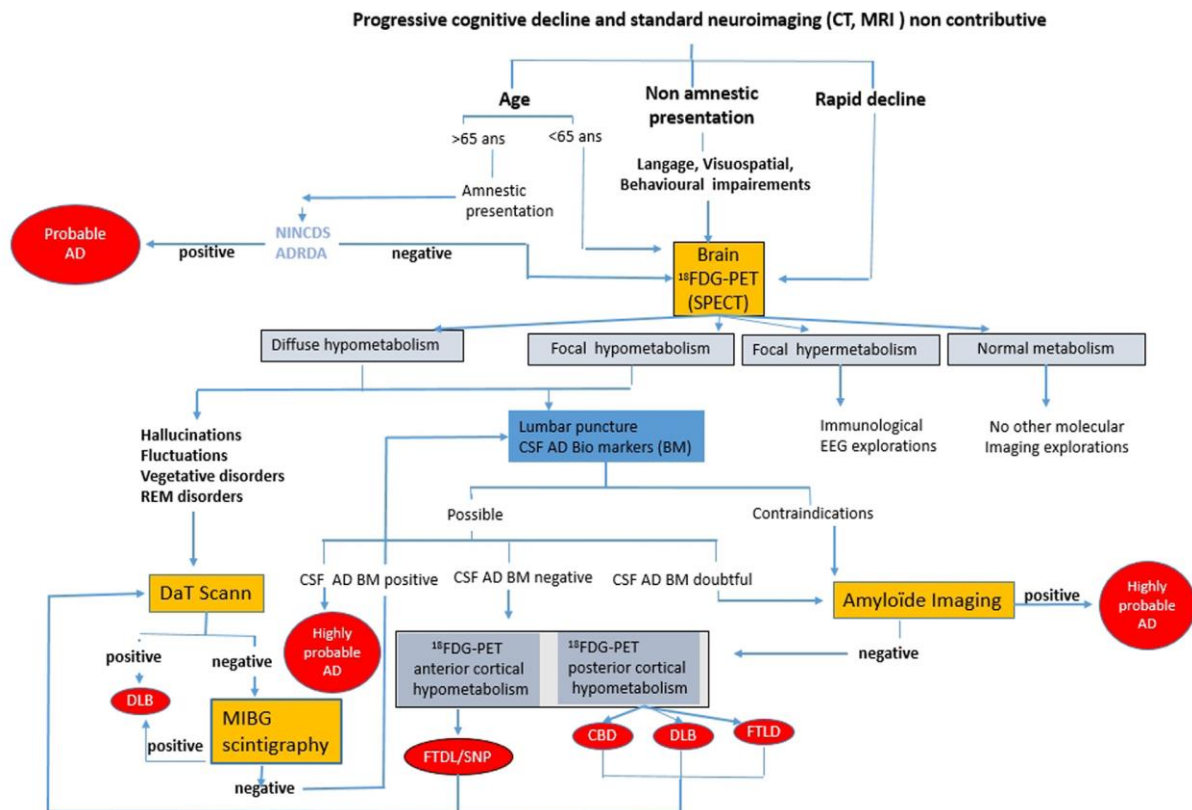 Progressive cognitive decline and standard neuroimaging (CT, MRI ) non contributive
Age
Non amnestic
presentation
Rapid decline
>65 ans
<65 ans
Langage, Visuospatial,
Behavioural impairements
Amnestic
presentation
Probable
AD
positive
NINCDS
ADRDA
negative
Brain
¹⁸FDG-PET
(SPECT)
Diffuse hypometabolism
Focal hypometabolism
Focal hypermetabolism
Normal metabolism
Hallucinations
Fluctuations
Vegetative disorders
REM disorders
Lumbar puncture
CSF AD Bio markers (BM)
Immunological
EEG explorations
No other molecular
Imaging explorations
Possible
Contraindications
CSF AD BM positive
CSF AD BM negative
CSF AD BM doubtful
DaT Scann
Highly
probable
AD
Amyloïde Imaging
positive
Highly
probable
AD
positive
negative
negative
¹⁸FDG-PET
anterior cortical
hypometabolism
¹⁸FDG-PET
posterior cortical
hypometabolism
DLB
MIBG
scintigraphy
positive
negative
FTDL/SNP
CBD
DLB
FTLD